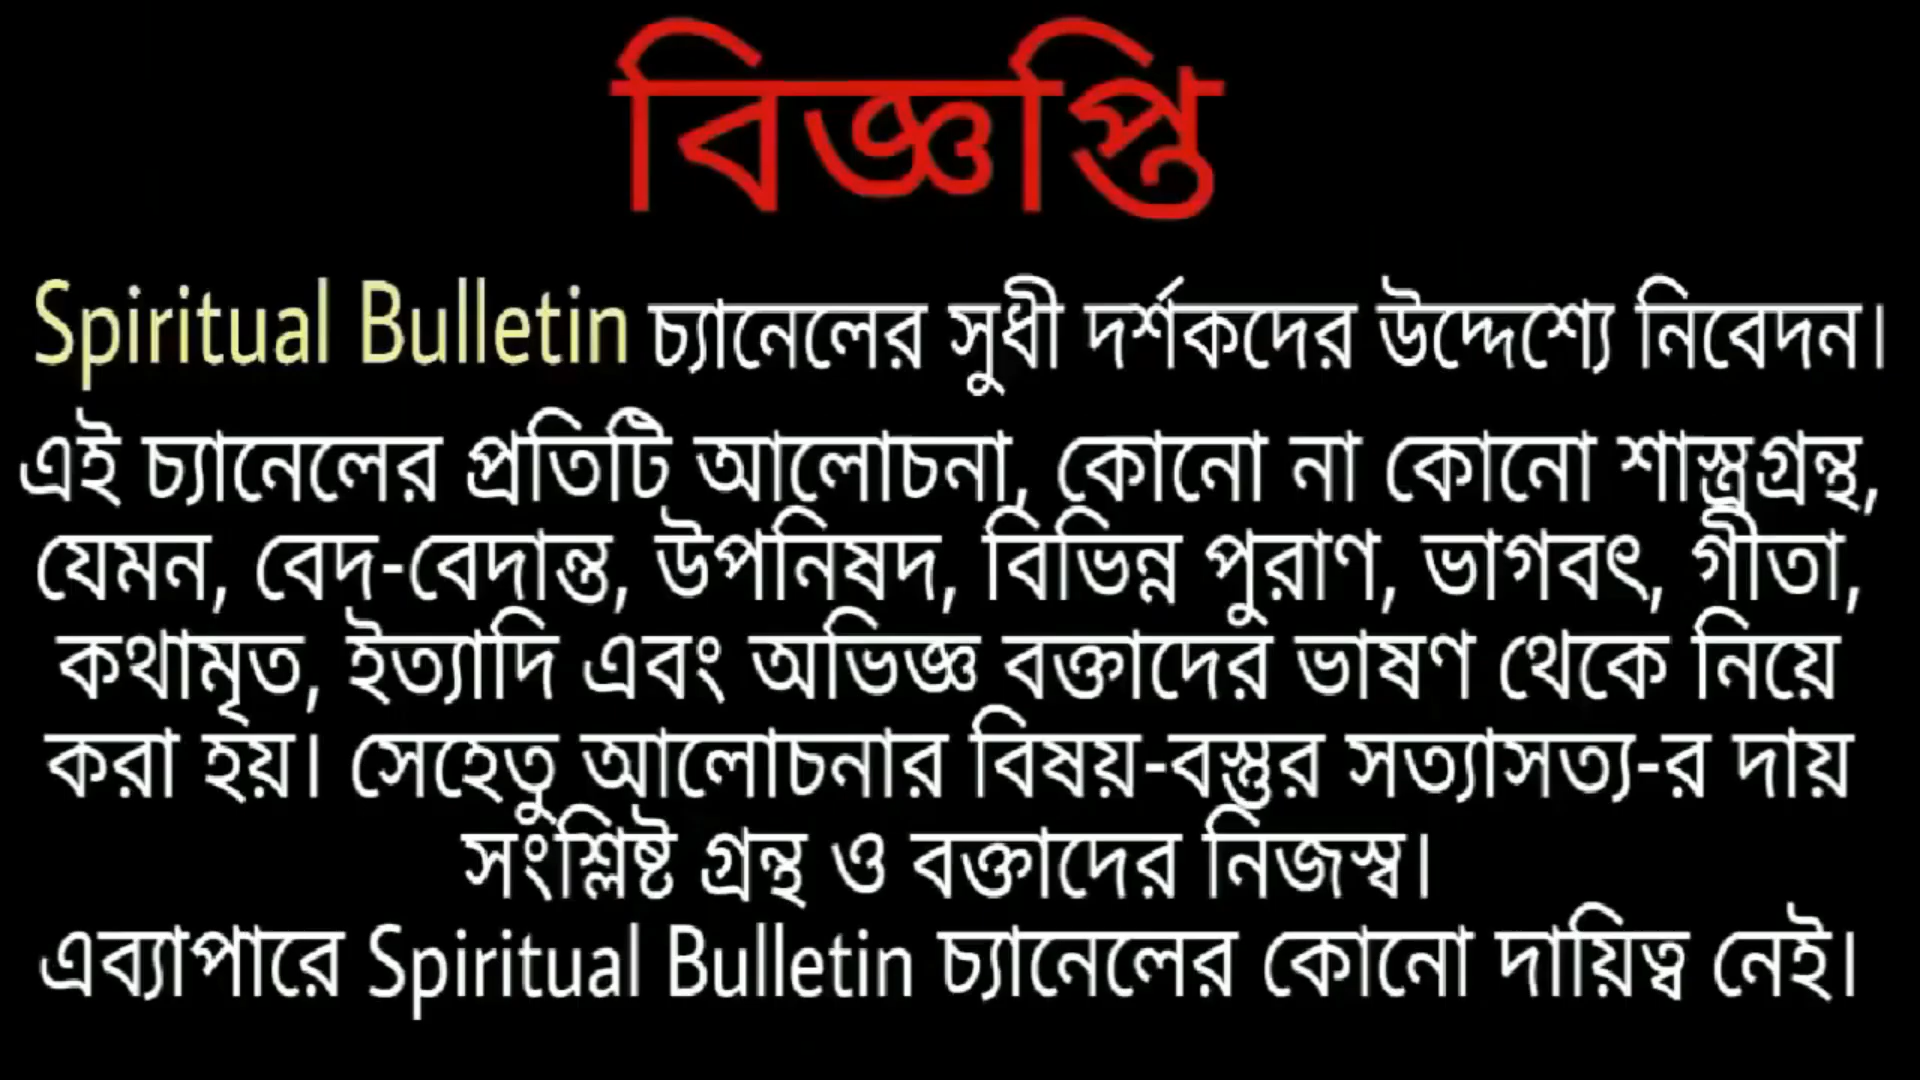 বিজ্ঞপ্তি
Spiritual Bulletin চ্যানেলের সুধী দর্শকদের উদ্দেশ্যে নিবেদন।
এই চ্যানেলের প্রতিটি আলোচনা, কোনো না কোনো শাস্ত্রগ্রন্থ,
যেমন, বেদ-বেদান্ত, উপনিষদ, বিভিন্ন পুরাণ, ভাগবৎ, গীতা,
কথামৃত, ইত্যাদি এবং অভিজ্ঞ বক্তাদের ভাষণ থেকে নিয়ে
করা হয়। সেহেতু আলোচনার বিষয়-বস্তুর সত্যাসত্য-র দায়
সংশ্লিষ্ট গ্রন্থ ও বক্তাদের নিজস্ব।
এব্যাপারে Spiritual Bulletin চ্যানেলের কোনো দায়িত্ব নেই।